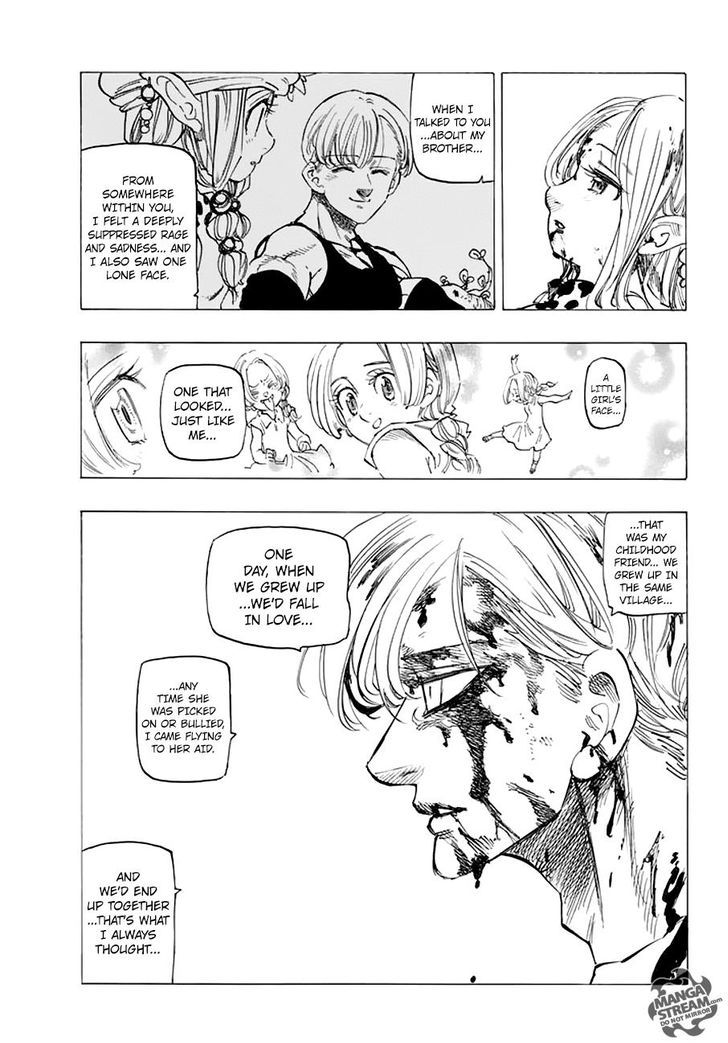 WHEN I
TALKED TO YOU
...ABOUT MY
BROTHER...
FROM
SOMEWHERE
WITHIN YOU,
I FELT A DEEPLY
SUPPRESSED RAGE
AND SADNESS... AND
I ALSO SAW ONE
LONE FACE.
A
LITTLE
GIRL'S
FACE...
ONE THAT
LOOKED...
JUST LIKE
ME...
...THAT
WAS MY
CHILDHOOD
FRIEND... WE
GREW UP IN
THE SAME
VILLAGE...
ONE
DAY, WHEN
WE GREW UP
...WE'D FALL
IN LOVE...
...ANY
TIME SHE
WAS PICKED
ON OR BULLIED,
I CAME FLYING
TO HER AID.
AND
WE'D END
UP TOGETHER
...THAT'S WHAT
I ALWAYS
THOUGHT...
MANGA
STREAM.com
DO NOT MIRROR